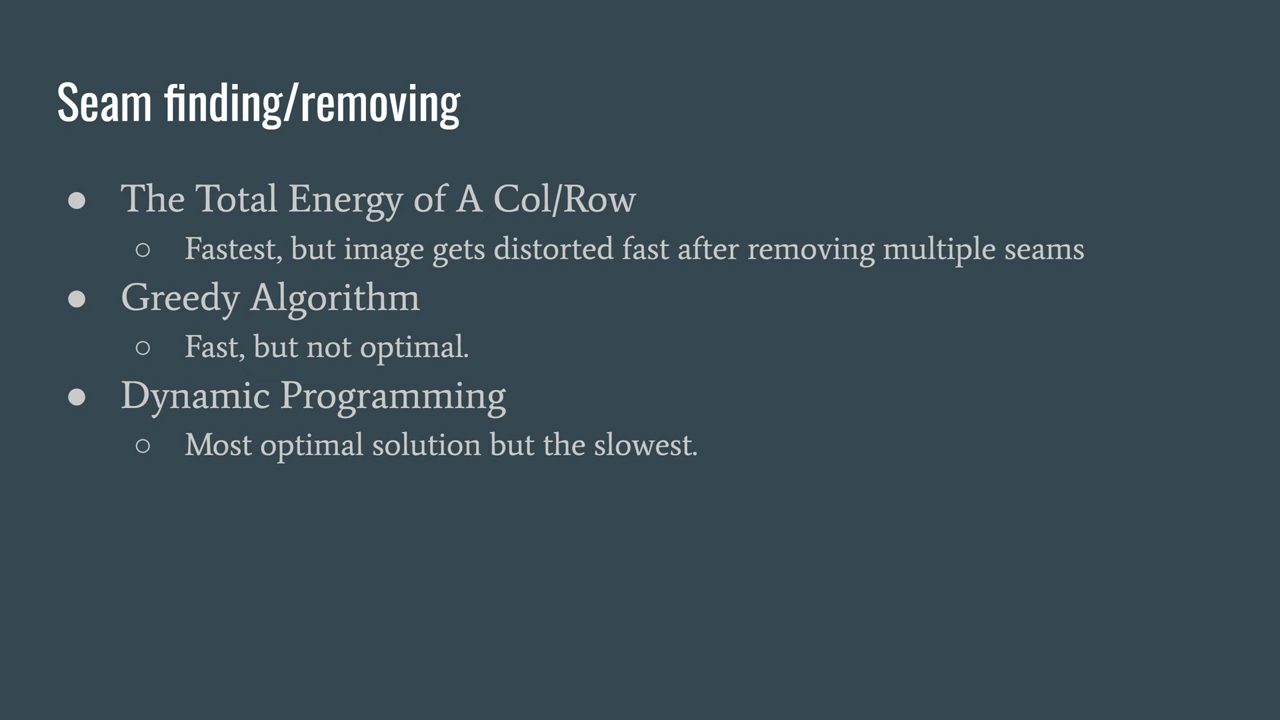 Seam finding/removing
● The Total Energy of A Col/Row
○ Fastest, but image gets distorted fast after removing multiple seams
● Greedy Algorithm
○ Fast, but not optimal.
● Dynamic Programming
○ Most optimal solution but the slowest.